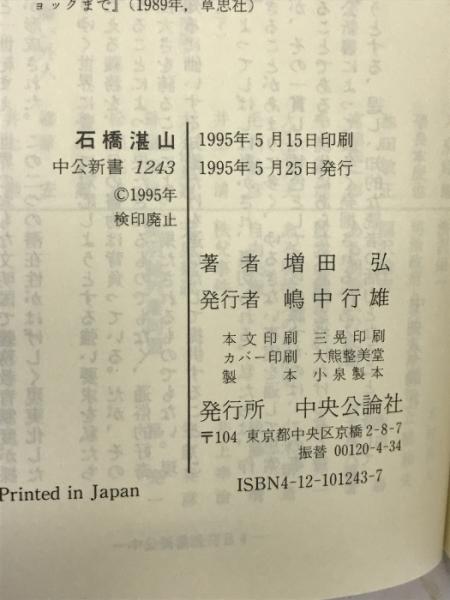 ョックまで』(1989年, 草思社)
石橋湛山
中公新書 1243
©1995年
検印廃止
1995年5月15日印刷
1995年5月25日発行
著者 増田 弘
発行者 嶋中行雄
本文印刷 三晃印刷
カバー印刷 大熊整美堂
製本 小泉製本
発行所 中央公論社
〒104 東京都中央区京橋2-8-7
振替 00120-4-34
Printed in Japan
ISBN4-12-101243-7